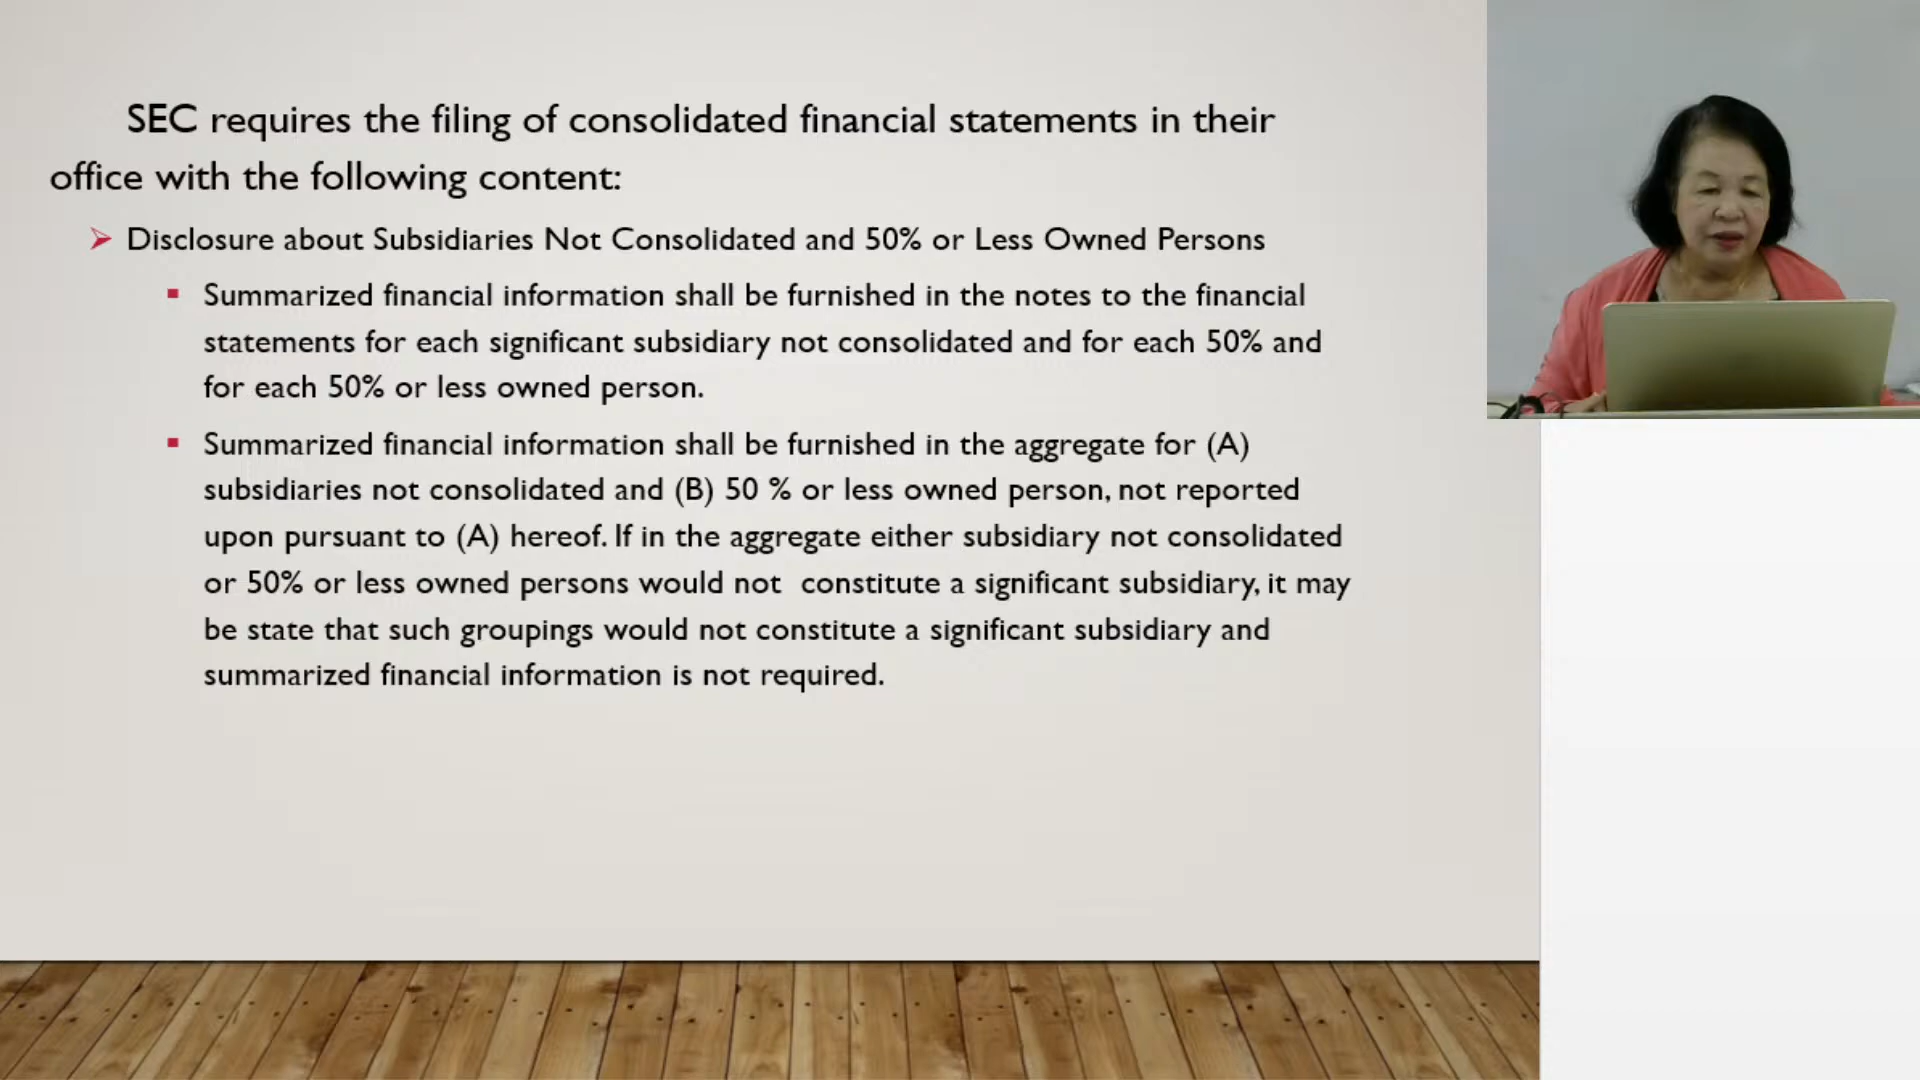 SEC requires the filing of consolidated financial statements in their
office with the following content:
Disclosure about Subsidiaries Not Consolidated and 50% or Less Owned Persons
Summarized financial information shall be furnished in the notes to the financial
statements for each significant subsidiary not consolidated and for each 50% and
for each 50% or less owned person.
Summarized financial information shall be furnished in the aggregate for (A)
subsidiaries not consolidated and (B) 50 % or less owned person, not reported
upon pursuant to (A) hereof. If in the aggregate either subsidiary not consolidated
or 50% or less owned persons would not  constitute a significant subsidiary, it may
be state that such groupings would not constitute a significant subsidiary and
summarized financial information is not required.